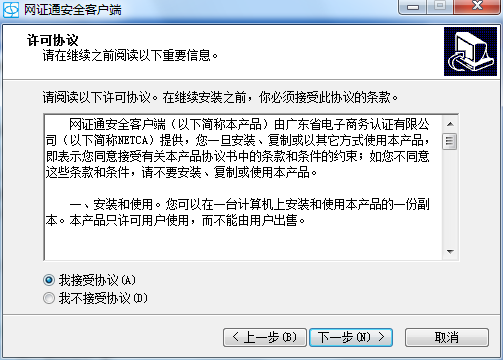 网证通安全客户端
许可协议
请在继续之前阅读以下重要信息。
请阅读以下许可协议。在继续安装之前，你必须接受此协议的条款。
网证通安全客户端（以下简称本产品）由广东省电子商务认证有限公
司（以下简称NETCA）提供，您一旦安装、复制或以其它方式使用本产品，
即表示您同意接受有关本产品协议书中的条款和条件的约束；如您不同意
这些条款和条件，请不要安装、复制或使用本产品。
一、安装和使用。您可以在一台计算机上安装和使用本产品的一份副
本。本产品只许可用户使用，而不能由用户出售。
我接受协议(A)
我不接受协议(D)
< 上一步(B)
下一步(N) >
取消